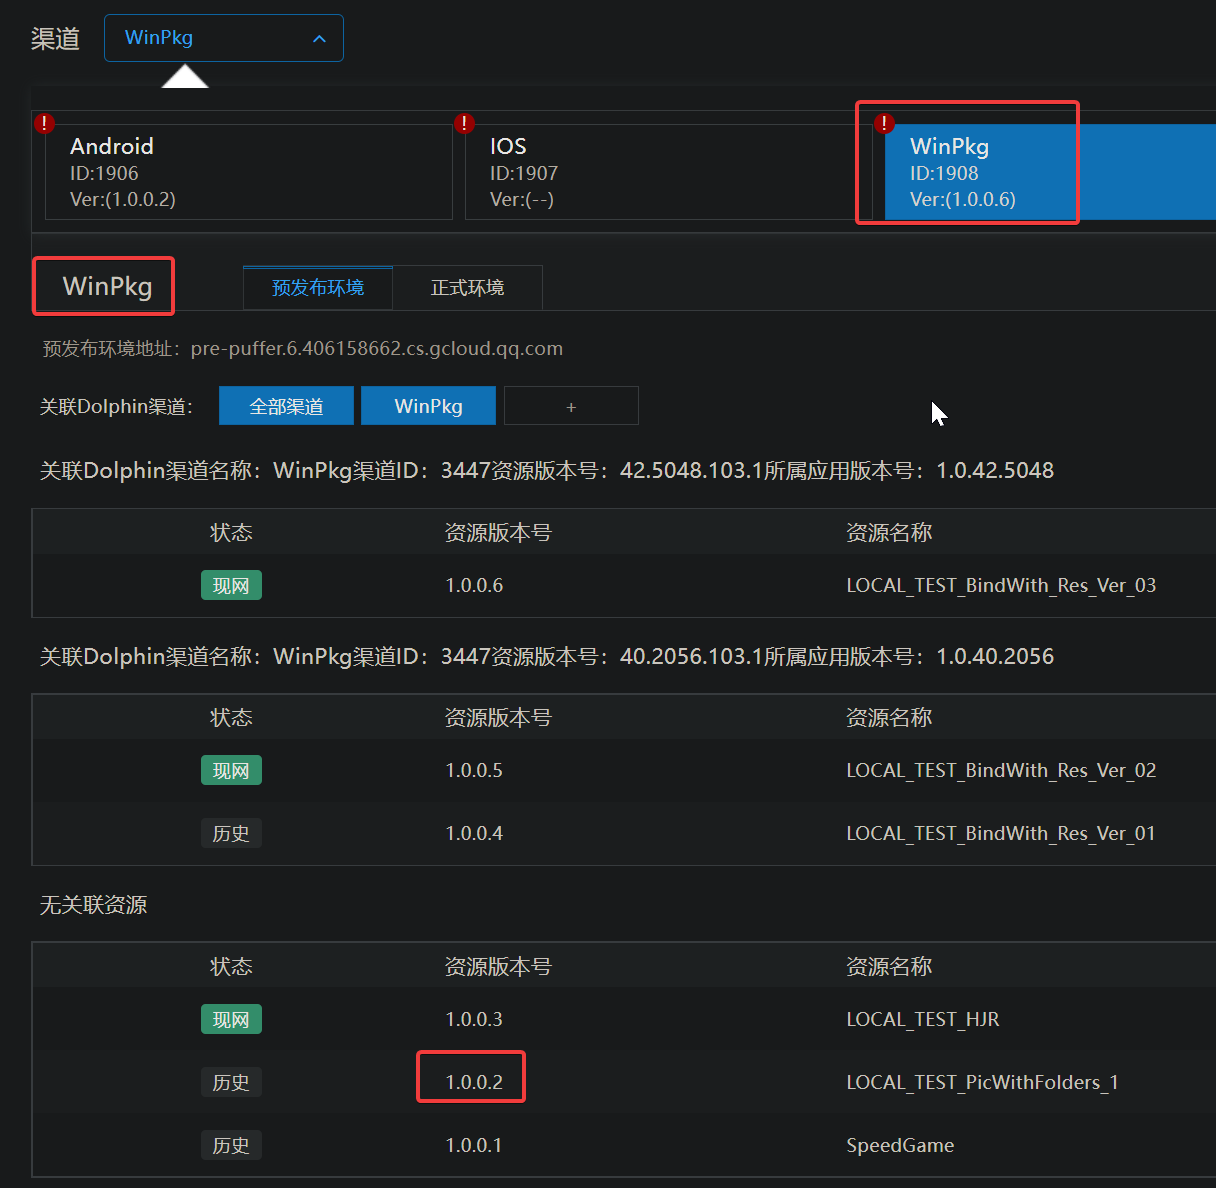 渠道 WinPkg
! ! !
Android IOS WinPkg
ID:1906 ID:1907 ID:1908
Ver:(1.0.0.2) Ver:(--) Ver:(1.0.0.6)
WinPkg 预发布环境 正式环境
预发布环境地址：pre-puffer.6.406158662.cs.gcloud.qq.com
关联Dolphin渠道： 全部渠道 WinPkg +
关联Dolphin渠道名称：WinPkg渠道ID：3447资源版本号：42.5048.103.1所属应用版本号：1.0.42.5048
状态 资源版本号 资源名称
现网 1.0.0.6 LOCAL_TEST_BindWith_Res_Ver_03
关联Dolphin渠道名称：WinPkg渠道ID：3447资源版本号：40.2056.103.1所属应用版本号：1.0.40.2056
状态 资源版本号 资源名称
现网 1.0.0.5 LOCAL_TEST_BindWith_Res_Ver_02
历史 1.0.0.4 LOCAL_TEST_BindWith_Res_Ver_01
无关联资源
状态 资源版本号 资源名称
现网 1.0.0.3 LOCAL_TEST_HJR
历史 1.0.0.2 LOCAL_TEST_PicWithFolders_1
历史 1.0.0.1 SpeedGame